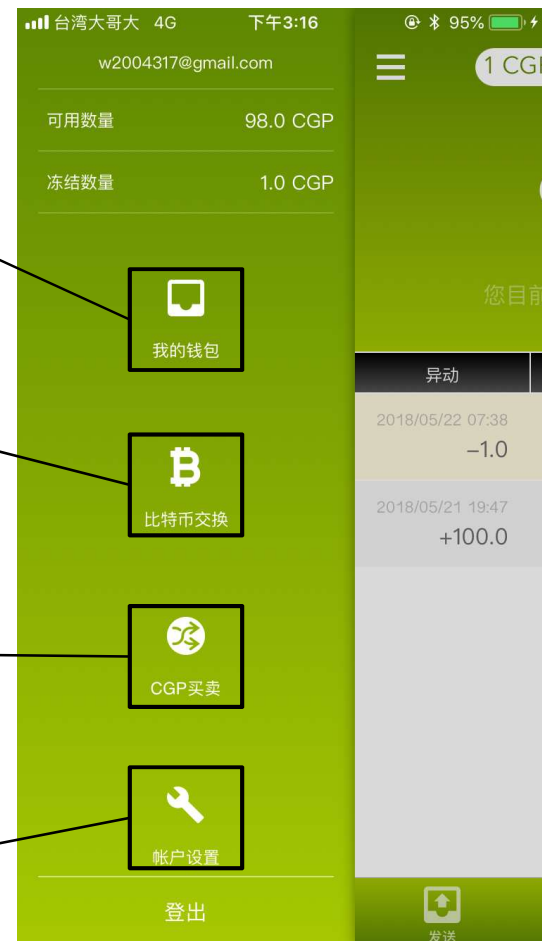 台湾大哥大 4G 下午3:16 95%
w2004317@gmail.com
1 CG
可用数量 98.0 CGP
冻结数量 1.0 CGP
您目前
我的钱包
异动
2018/05/22 07:38
−1.0
比特币交换
2018/05/21 19:47
+100.0
CGP买卖
帐户设置
登出
发送